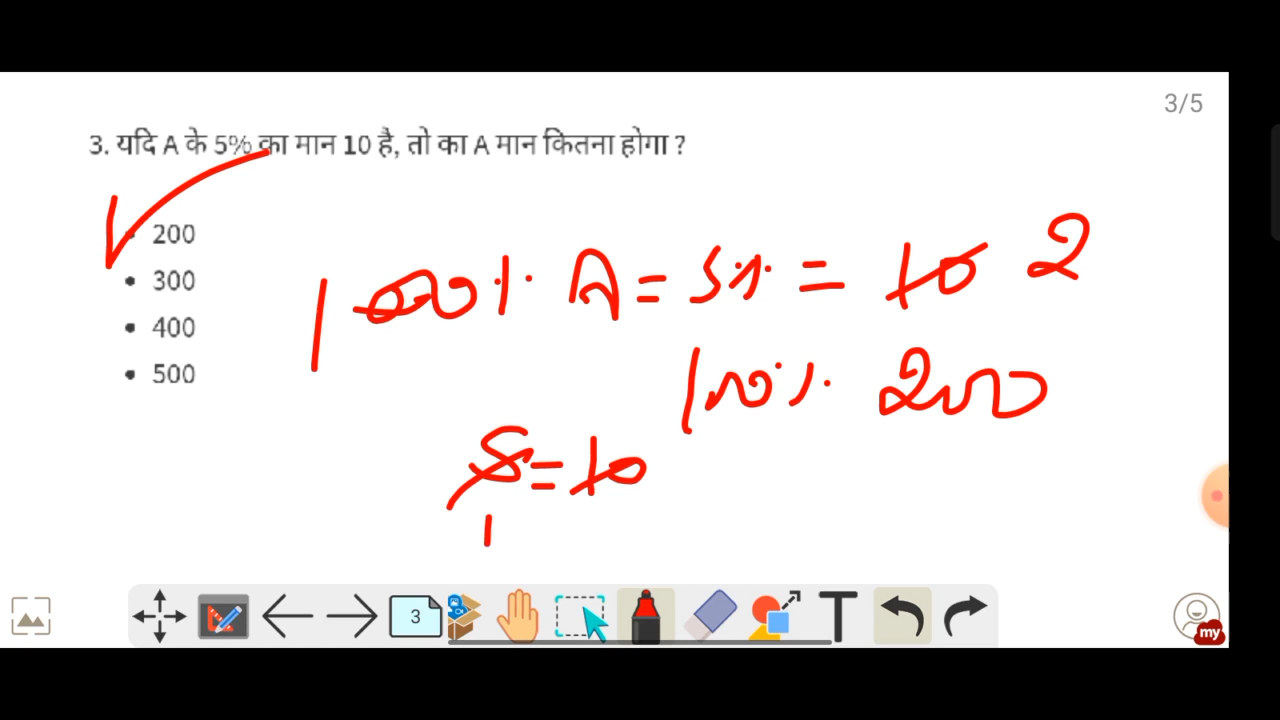 3/5
3. यदि A के 5% का मान 10 है, तो का A मान कितना होगा ?
• 200
• 300
• 400
• 500
100% A = 5% = 10 2
100% 200
5 = 10
1
3
T
my